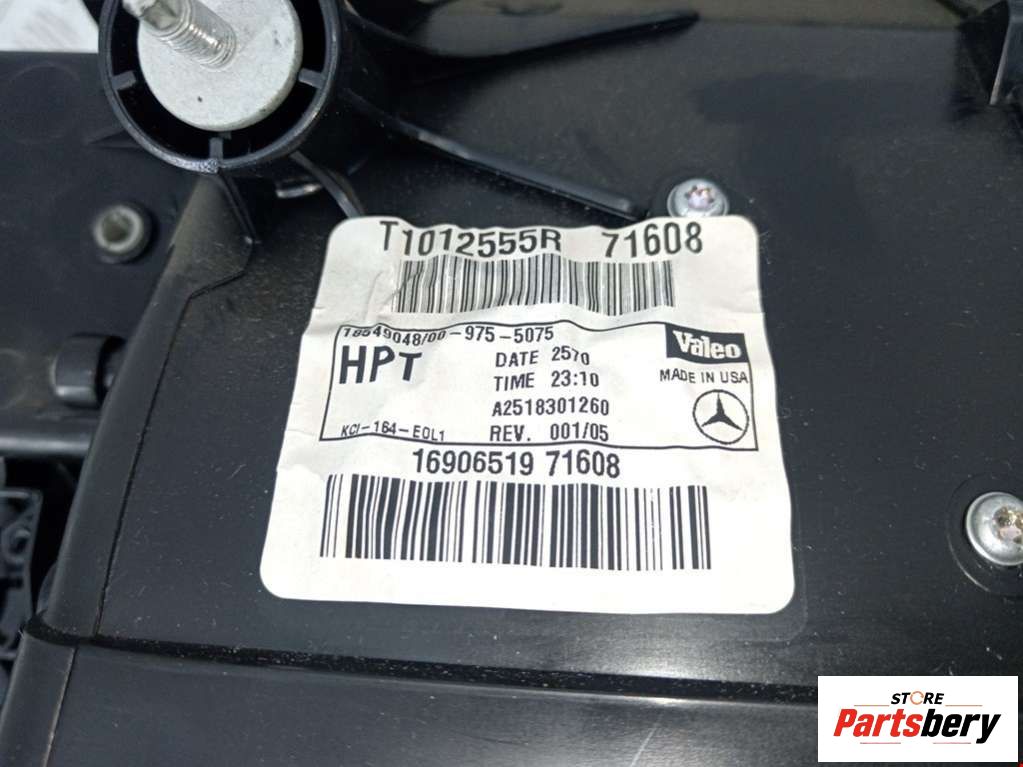 T1012555R 71608
18549048/00-975-5075
HPT
DATE 2570
TIME 23:10
A2518301260
KCI-164-EOL1
REV. 001/05
Valeo
MADE IN USA
16906519 71608
STORE
Partsbery